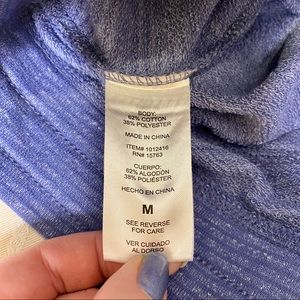 BODY:
62% COTTON
38% POLYESTER
MADE IN CHINA
ITEM# 1012416
RN# 15763
CUERPO:
62% ALGODÓN
38% POLIÉSTER
HECHO EN CHINA
M
SEE REVERSE
FOR CARE
VER CUIDADO
AL DORSO